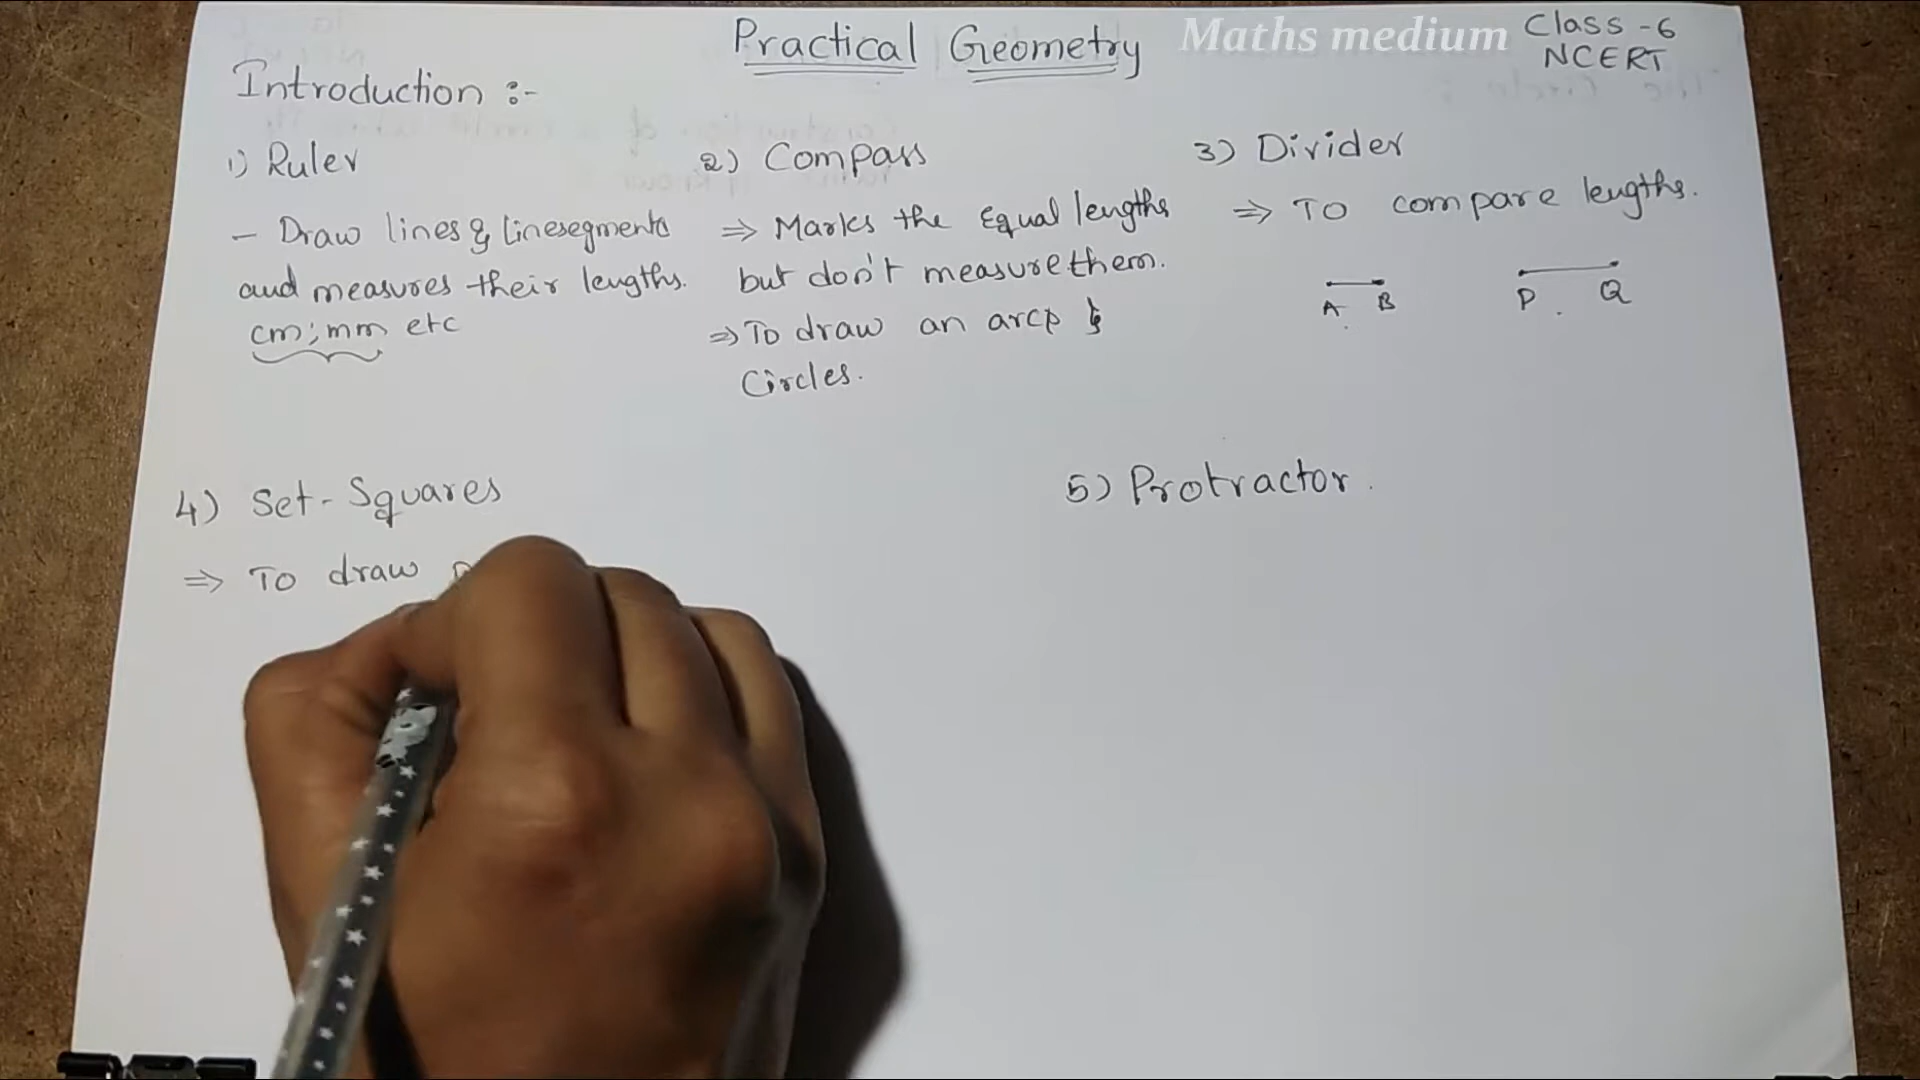 Practical Geometry
Maths medium
Class - 6
NCERT
Introduction :-
1) Ruler
- Draw lines & linesegments
and measures their lengths.
cm; mm etc
2) Compass
⇒ Marks the Equal lengths
but don't measure them.
⇒ To draw an arcs &
Circles.
3) Divider
⇒ To compare lengths.
A B
P Q
4) Set-Squares
⇒ To draw
5) Protractor.